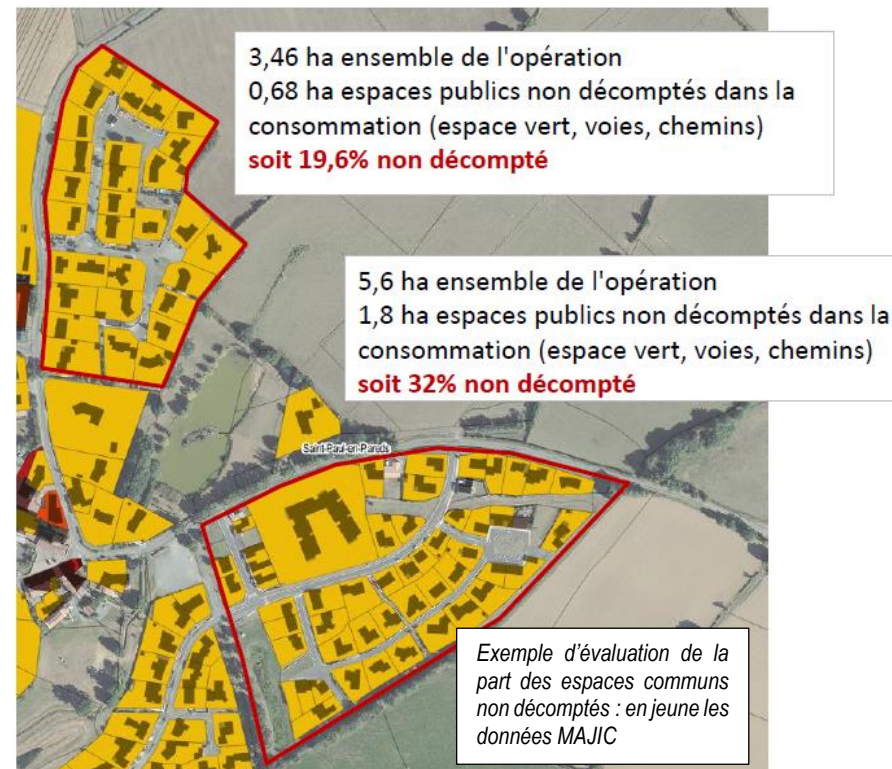 3,46 ha ensemble de l'opération
0,68 ha espaces publics non décomptés dans la
consommation (espace vert, voies, chemins)
soit 19,6% non décompté
5,6 ha ensemble de l'opération
1,8 ha espaces publics non décomptés dans la
consommation (espace vert, voies, chemins)
soit 32% non décompté
Saint-Paul-en-Pareds
Exemple d'évaluation de la
part des espaces communs
non décomptés : en jeune les
données MAJIC